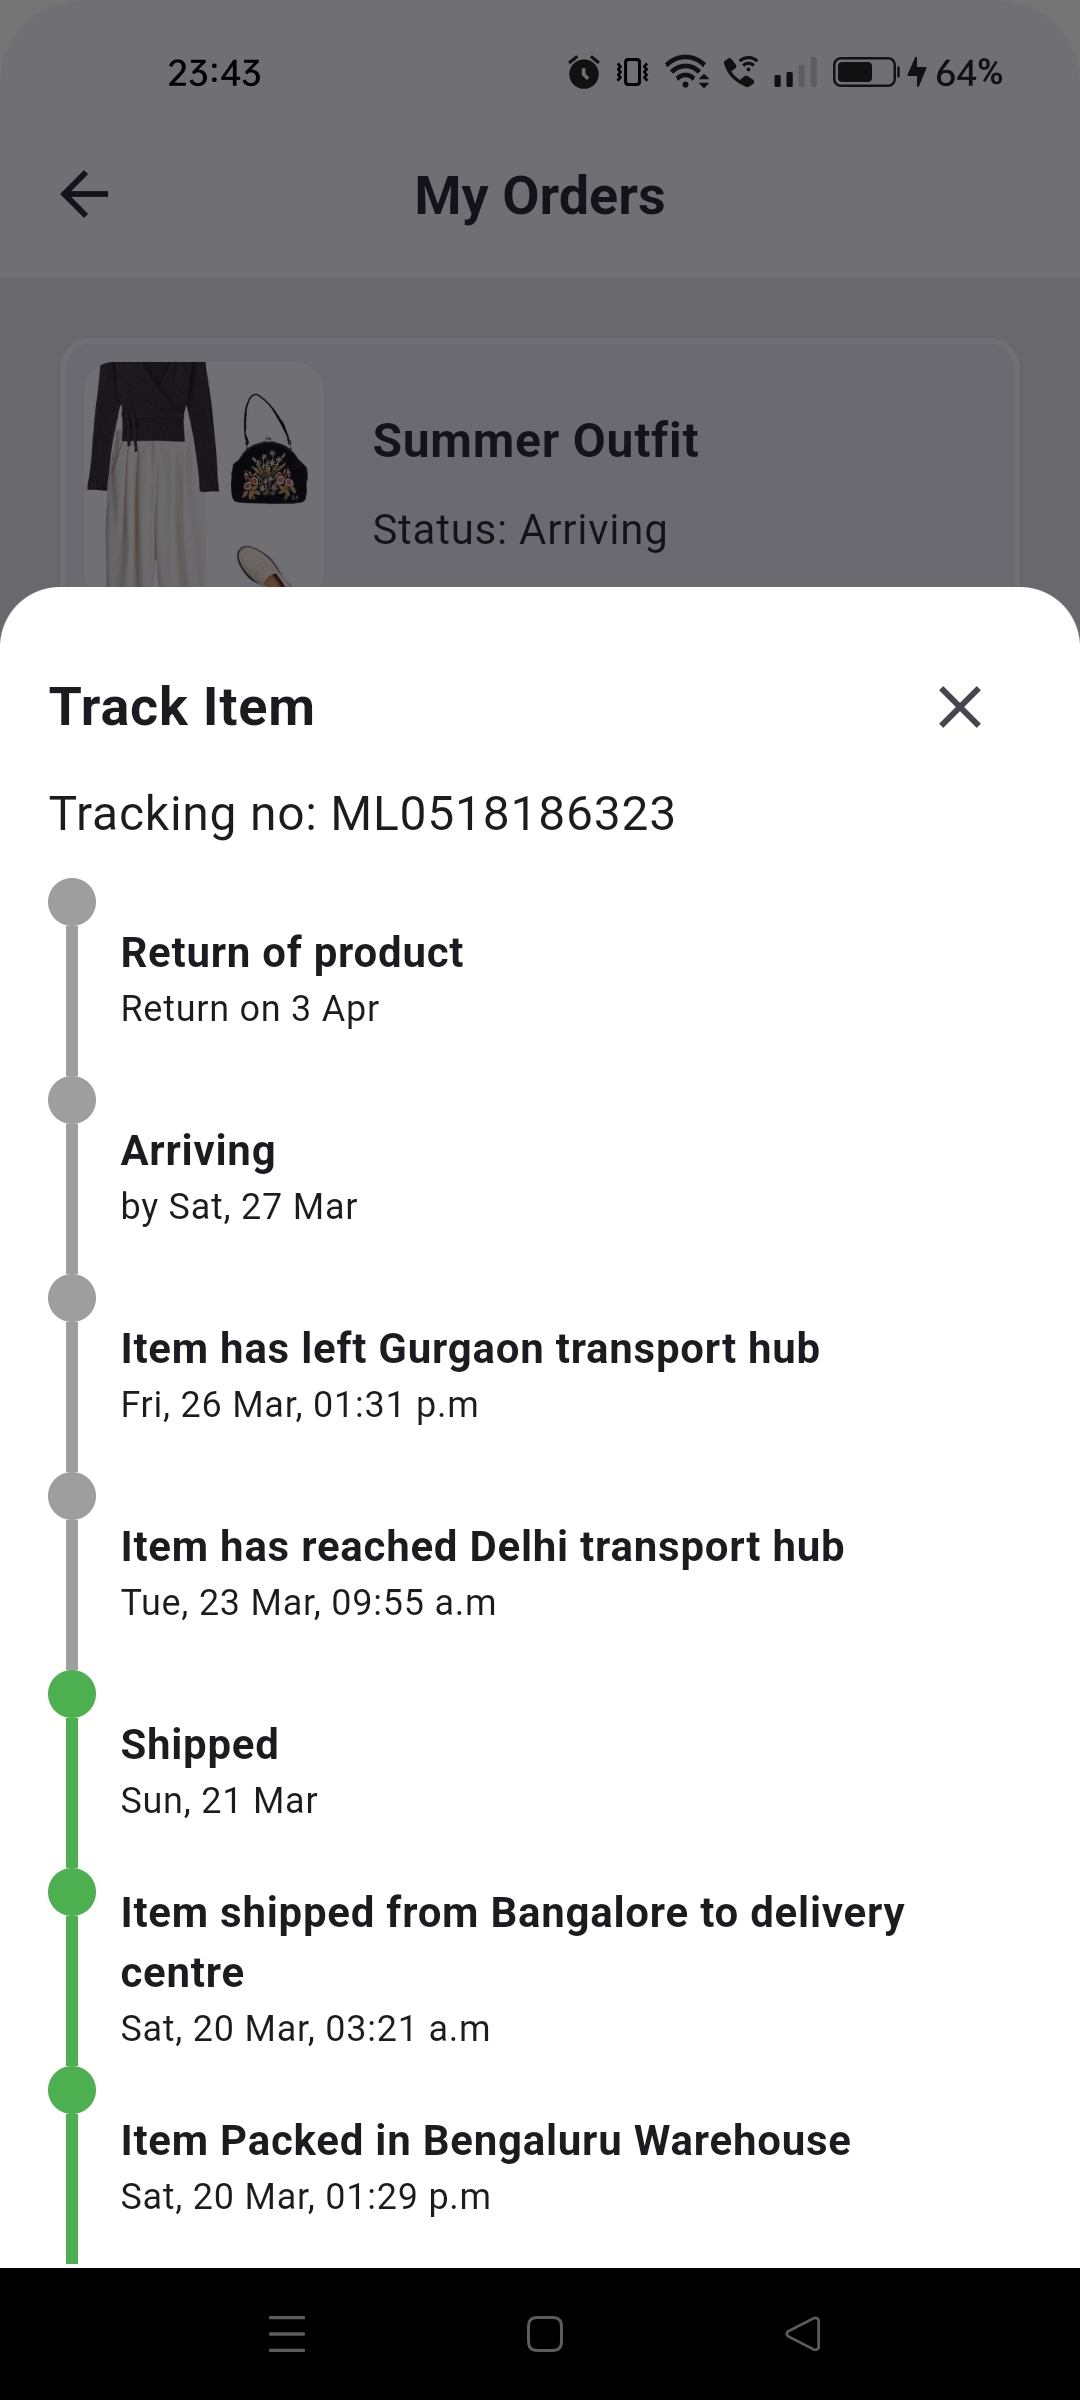 23:43
64%
My Orders
Summer Outfit
Status: Arriving
Track Item
Tracking no: ML0518186323
Return of product
Return on 3 Apr
Arriving
by Sat, 27 Mar
Item has left Gurgaon transport hub
Fri, 26 Mar, 01:31 p.m
Item has reached Delhi transport hub
Tue, 23 Mar, 09:55 a.m
Shipped
Sun, 21 Mar
Item shipped from Bangalore to delivery
centre
Sat, 20 Mar, 03:21 a.m
Item Packed in Bengaluru Warehouse
Sat, 20 Mar, 01:29 p.m